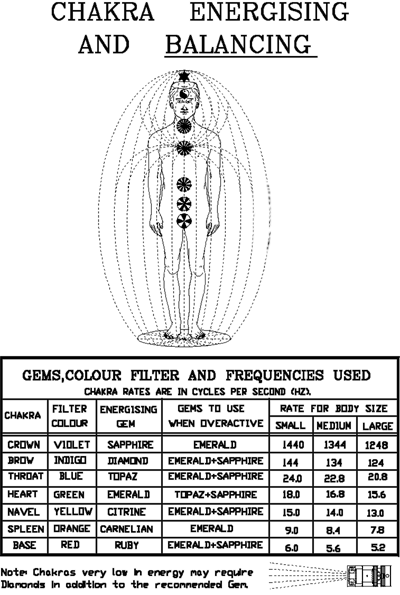 CHAKRA ENERGISING
AND BALANCING
GEMS,COLOUR FILTER AND FREQUENCIES USED
CHAKRA RATES ARE IN CYCLES PER SECOND (HZ).
CHAKRA FILTER COLOUR ENERGISING GEM GEMS TO USE WHEN OVERACTIVE RATE FOR BODY SIZE
SMALL MEDIUM LARGE
CROWN VIOLET SAPPHIRE EMERALD 1440 1344 1248
BROW INDIGO DIAMOND EMERALD+SAPPHIRE 144 134 124
THROAT BLUE TOPAZ EMERALD+SAPPHIRE 24.0 22.8 20.8
HEART GREEN EMERALD TOPAZ+SAPPHIRE 18.0 16.8 15.6
NAVEL YELLOW CITRINE EMERALD+SAPPHIRE 15.0 14.0 13.0
SPLEEN ORANGE CARNELIAN EMERALD 9.0 8.4 7.8
BASE RED RUBY EMERALD+SAPPHIRE 6.0 5.6 5.2
Note: Chakras very low in energy may require
Diamonds in addition to the recommended Gem.